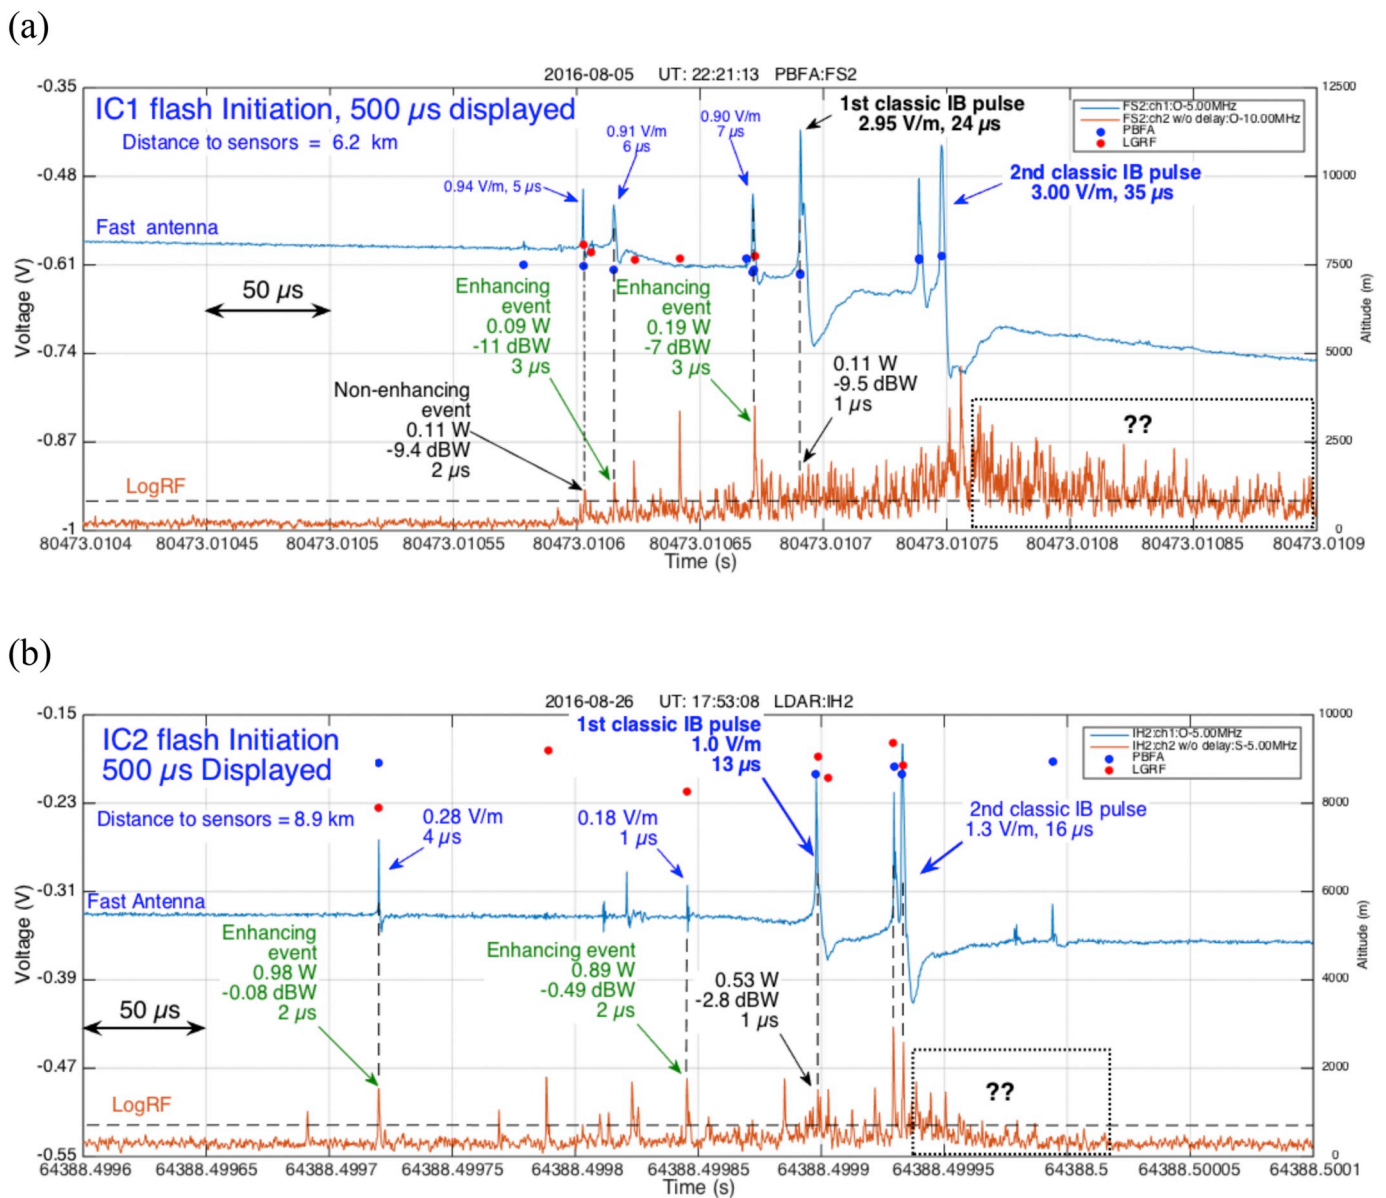 (a)
2016-08-05 UT: 22:21:13 PBFA:FS2
IC1 flash Initiation, 500 µs displayed
Distance to sensors = 6.2 km
0.94 V/m, 5 µs
0.91 V/m
6 µs
0.90 V/m
7 µs
1st classic IB pulse
2.95 V/m, 24 µs
2nd classic IB pulse
3.00 V/m, 35 µs
FS2:ch1:O-5.00MHz
FS2:ch2 w/o delay:O-10.00MHz
PBFA
LGRF
Fast antenna
50 µs
Enhancing
event
0.09 W
-11 dBW
3 µs
Enhancing
event
0.19 W
-7 dBW
3 µs
Non-enhancing
event
0.11 W
-9.4 dBW
2 µs
0.11 W
-9.5 dBW
1 µs
??
LogRF
Voltage (V)
-0.35
-0.48
-0.61
-0.74
-0.87
-1
Altitude (m)
12500
10000
7500
5000
2500
0
80473.0104 80473.01045 80473.0105 80473.01055 80473.0106 80473.01065 80473.0107 80473.01075 80473.0108 80473.01085 80473.0109
Time (s)
(b)
2016-08-26 UT: 17:53:08 LDAR:IH2
IC2 flash Initiation
500 µs Displayed
Distance to sensors = 8.9 km
0.28 V/m
4 µs
0.18 V/m
1 µs
1st classic IB pulse
1.0 V/m
13 µs
2nd classic IB pulse
1.3 V/m, 16 µs
IH2:ch1:O-5.00MHz
IH2:ch2 w/o delay:S-5.00MHz
PBFA
LGRF
Fast Antenna
50 µs
Enhancing
event
0.98 W
-0.08 dBW
2 µs
Enhancing event
0.89 W
-0.49 dBW
2 µs
0.53 W
-2.8 dBW
1 µs
??
LogRF
Voltage (V)
-0.15
-0.23
-0.31
-0.39
-0.47
-0.55
Altitude (m)
10000
8000
6000
4000
2000
0
64388.4996 64388.49965 64388.4997 64388.49975 64388.4998 64388.49985 64388.4999 64388.49995 64388.5 64388.50005 64388.5001
Time (s)